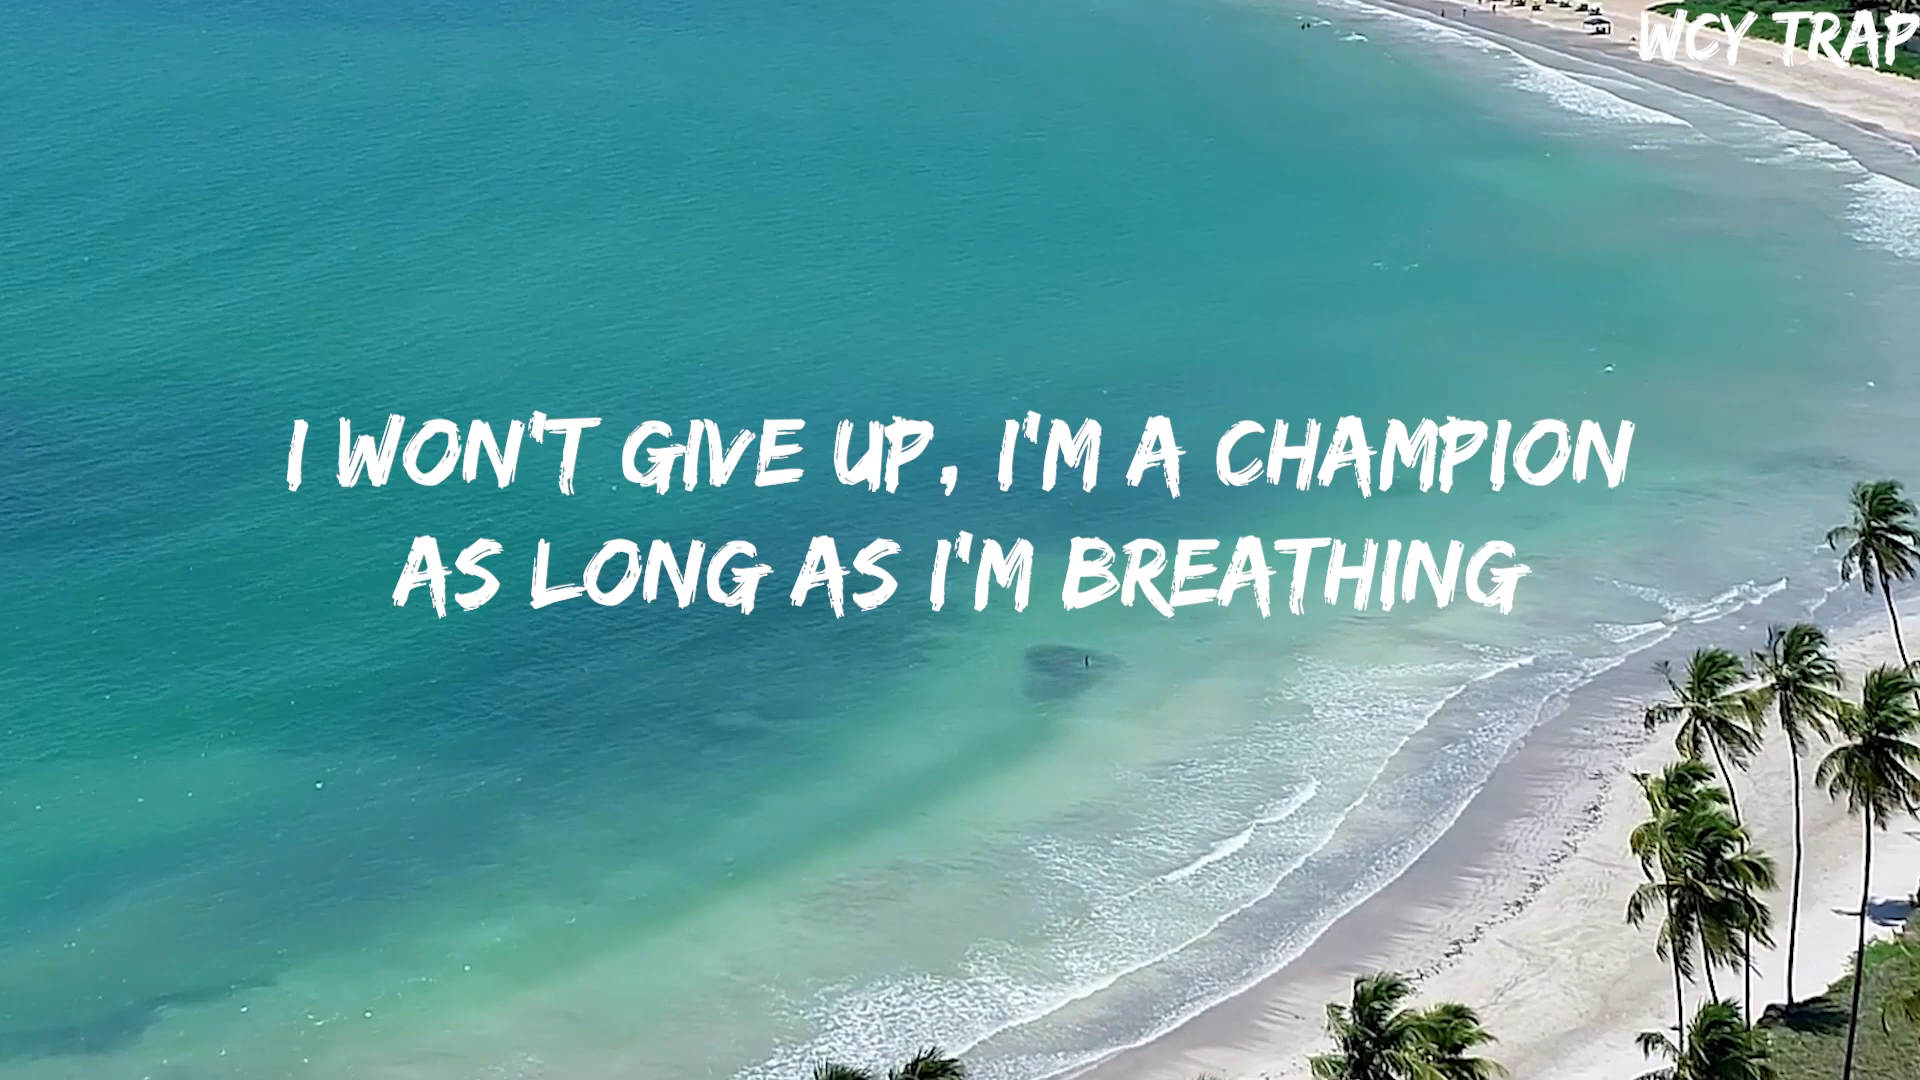 WCY TRAP
I WON'T GIVE UP, I'M A CHAMPION
AS LONG AS I'M BREATHING